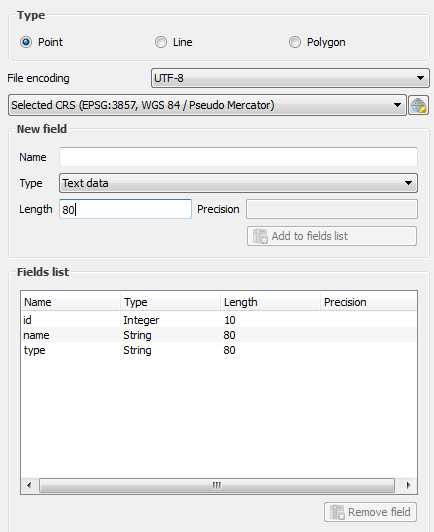 Type
Point Line Polygon
File encoding UTF-8
Selected CRS (EPSG:3857, WGS 84 / Pseudo Mercator)
New field
Name
Type Text data
Length 80 Precision
Add to fields list
Fields list
Name Type Length Precision
id Integer 10
name String 80
type String 80
Remove field